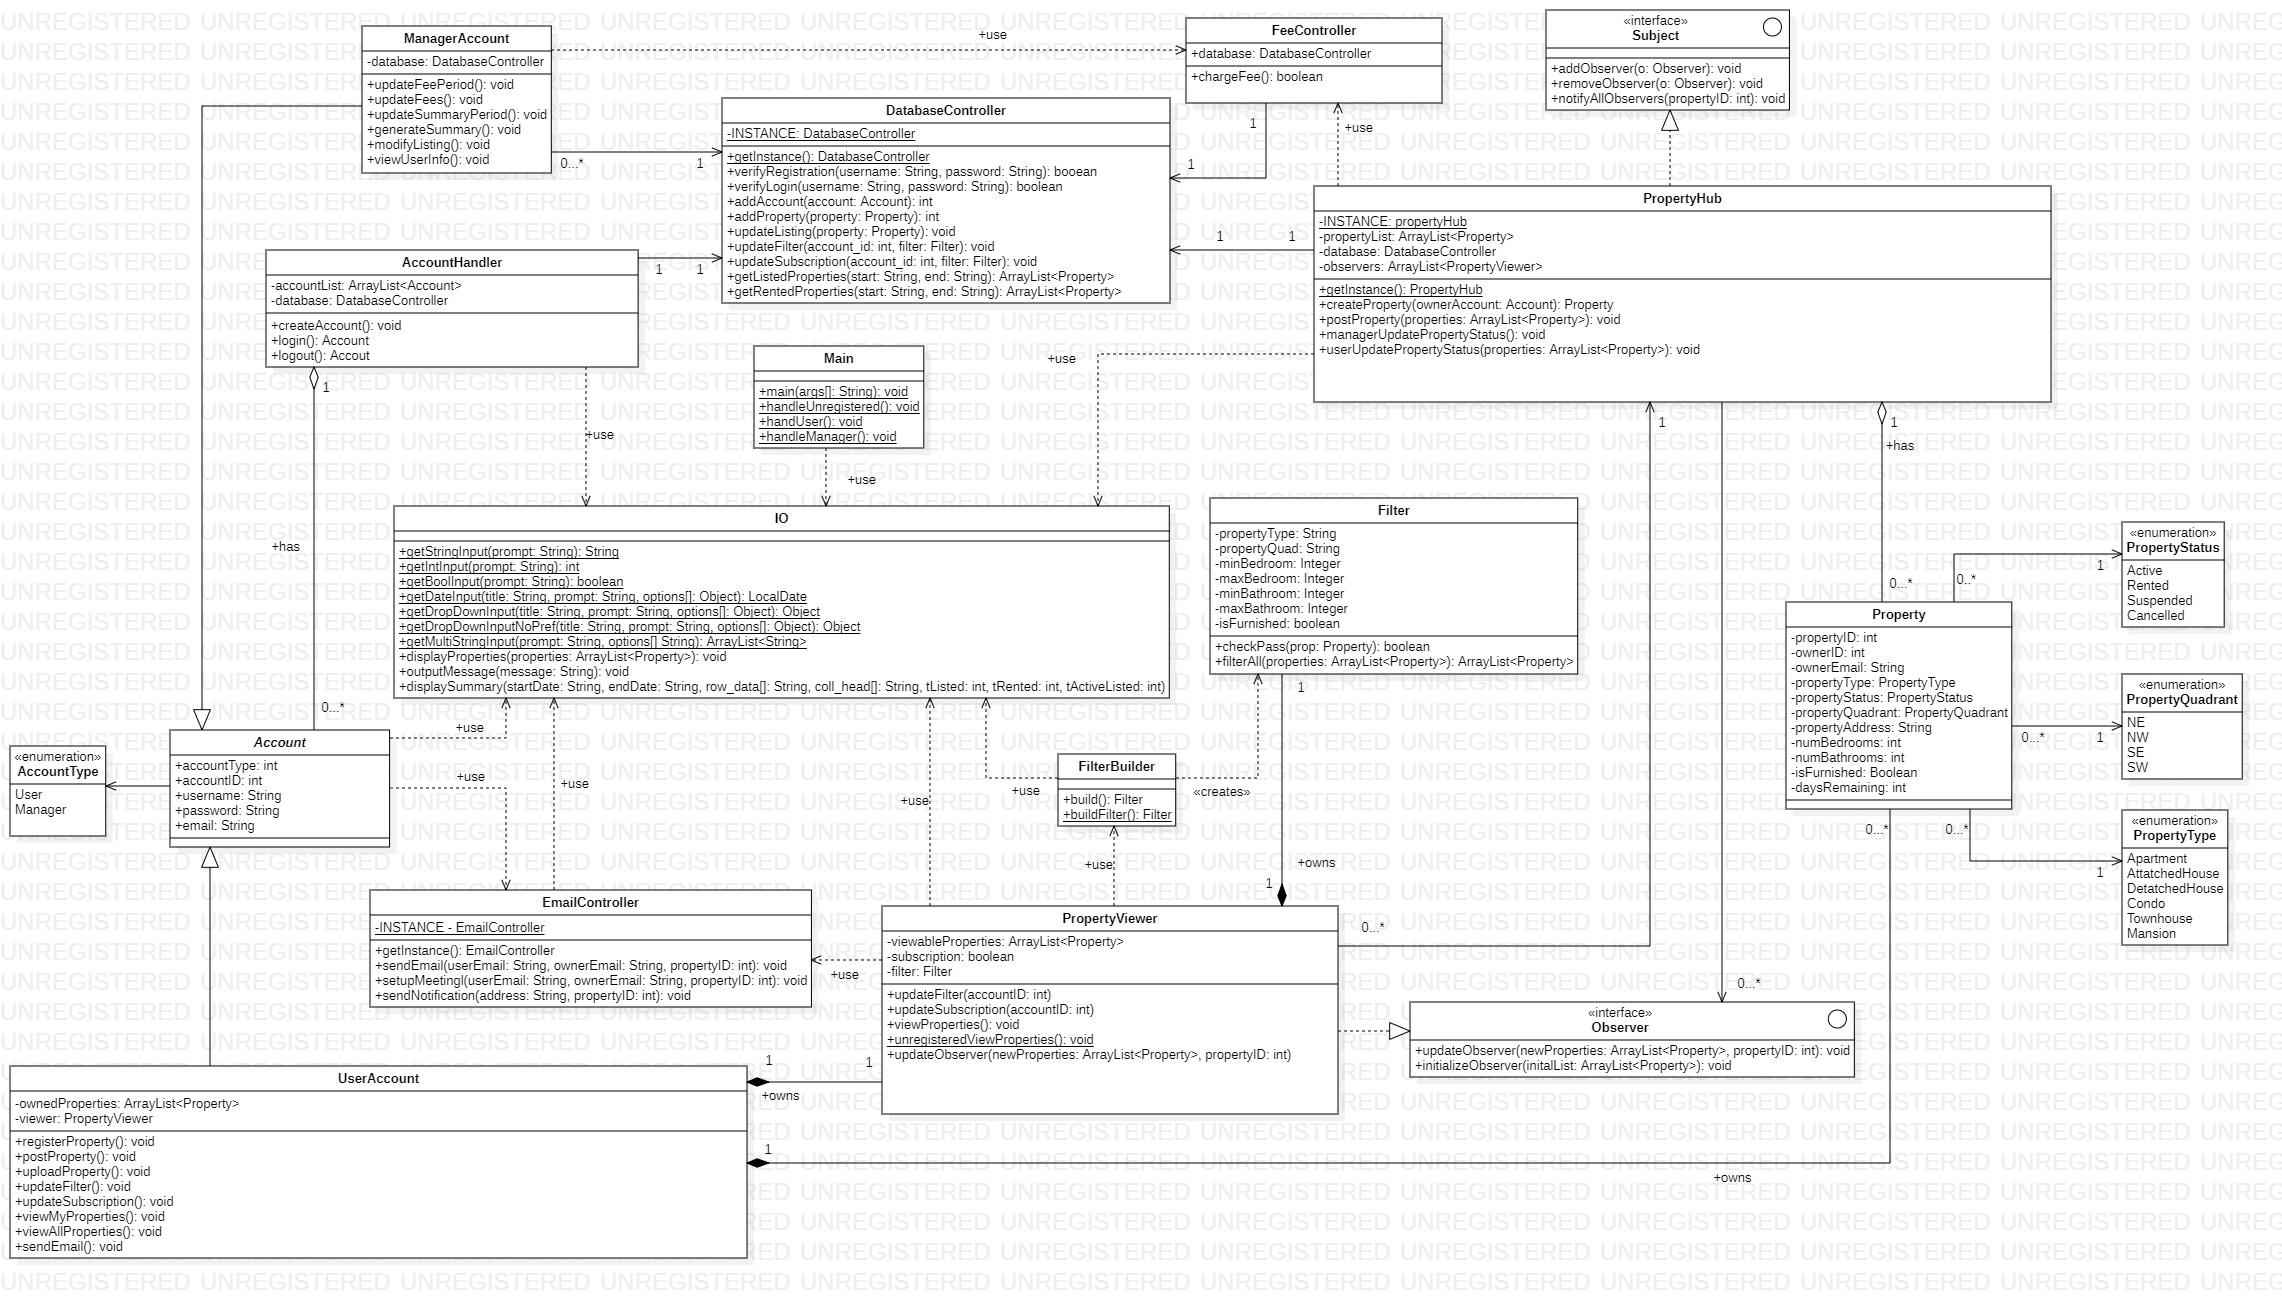 ManagerAccount
-database: DatabaseController
+updateFeePeriod(): void
+updateFees(): void
+updateSummaryPeriod(): void
+generateSummary(): void
+modifyListing(): void
+viewUserInfo(): void
+use
FeeController
+database: DatabaseController
+chargeFee(): boolean
«interface»
Subject
+addObserver(o: Observer): void
+removeObserver(o: Observer): void
+notifyAllObservers(propertyID: int): void
0...*
1
DatabaseController
-INSTANCE: DatabaseController
+getInstance(): DatabaseController
+verifyRegistration(username: String, password: String): booean
+verifyLogin(username: String, password: String): boolean
+addAccount(account: Account): int
+addProperty(property: Property): int
+updateListing(property: Property): void
+updateFilter(account_id: int, filter: Filter): void
+updateSubscription(account_id: int, filter: Filter): void
+getListedProperties(start: String, end: String): ArrayList<Property>
+getRentedProperties(start: String, end: String): ArrayList<Property>
1
1
+use
1
1
PropertyHub
-INSTANCE: propertyHub
-propertyList: ArrayList<Property>
-database: DatabaseController
-observers: ArrayList<PropertyViewer>
+getInstance(): PropertyHub
+createProperty(ownerAccount: Account): Property
+postProperty(properties: ArrayList<Property>): void
+managerUpdatePropertyStatus(): void
+userUpdatePropertyStatus(properties: ArrayList<Property>): void
AccountHandler
-accountList: ArrayList<Account>
-database: DatabaseController
+createAccount(): void
+login(): Account
+logout(): Accout
1
1
1
+use
Main
+main(args[]: String): void
+handleUnregistered(): void
+handUser(): void
+handleManager(): void
+use
+use
1
1
+has
+has
0...*
IO
+getStringInput(prompt: String): String
+getIntInput(prompt: String): int
+getBoolInput(prompt: String): boolean
+getDateInput(title: String, prompt: String, options[]: Object): LocalDate
+getDropDownInput(title: String, prompt: String, options[]: Object): Object
+getDropDownInputNoPref(title: String, prompt: String, options[]: Object): Object
+getMultiStringInput(prompt: String, options[] String): ArrayList<String>
+displayProperties(properties: ArrayList<Property>): void
+outputMessage(message: String): void
+displaySummary(startDate: String, endDate: String, row_data[]: String, coll_head[]: String, tListed: int, tRented: int, tActiveListed: int)
Filter
-propertyType: String
-propertyQuad: String
-minBedroom: Integer
-maxBedroom: Integer
-minBathroom: Integer
-maxBathroom: Integer
-isFurnished: boolean
+checkPass(prop: Property): boolean
+filterAll(properties: ArrayList<Property>): ArrayList<Property>
0...*
0..*
1
«enumeration»
PropertyStatus
Active
Rented
Suspended
Cancelled
Property
-propertyID: int
-ownerID: int
-ownerEmail: String
-propertyType: PropertyType
-propertyStatus: PropertyStatus
-propertyQuadrant: PropertyQuadrant
-propertyAddress: String
-numBedrooms: int
-numBathrooms: int
-isFurnished: Boolean
-daysRemaining: int
0...*
1
«enumeration»
PropertyQuadrant
NE
NW
SE
SW
0...*
0...*
1
«enumeration»
PropertyType
Apartment
AttatchedHouse
DetatchedHouse
Condo
Townhouse
Mansion
«enumeration»
AccountType
User
Manager
Account
+accountType: int
+accountID: int
+username: String
+password: String
+email: String
+use
+use
+use
+use
+use
FilterBuilder
+build(): Filter
+buildFilter(): Filter
«creates»
1
+use
+owns
1
EmailController
-INSTANCE - EmailController
+getInstance(): EmailController
+sendEmail(userEmail: String, ownerEmail: String, propertyID: int): void
+setupMeetingl(userEmail: String, ownerEmail: String, propertyID: int): void
+sendNotification(address: String, propertyID: int): void
+use
PropertyViewer
-viewableProperties: ArrayList<Property>
-subscription: boolean
-filter: Filter
+updateFilter(accountID: int)
+updateSubscription(accountID: int)
+viewProperties(): void
+unregisteredViewProperties(): void
+updateObserver(newProperties: ArrayList<Property>, propertyID: int)
0...*
0...*
«interface»
Observer
+updateObserver(newProperties: ArrayList<Property>, propertyID: int): void
+initializeObserver(initalList: ArrayList<Property>): void
1
1
+owns
UserAccount
-ownedProperties: ArrayList<Property>
-viewer: PropertyViewer
+registerProperty(): void
+postProperty(): void
+uploadProperty(): void
+updateFilter(): void
+updateSubscription(): void
+viewMyProperties(): void
+viewAllProperties(): void
+sendEmail(): void
1
+owns